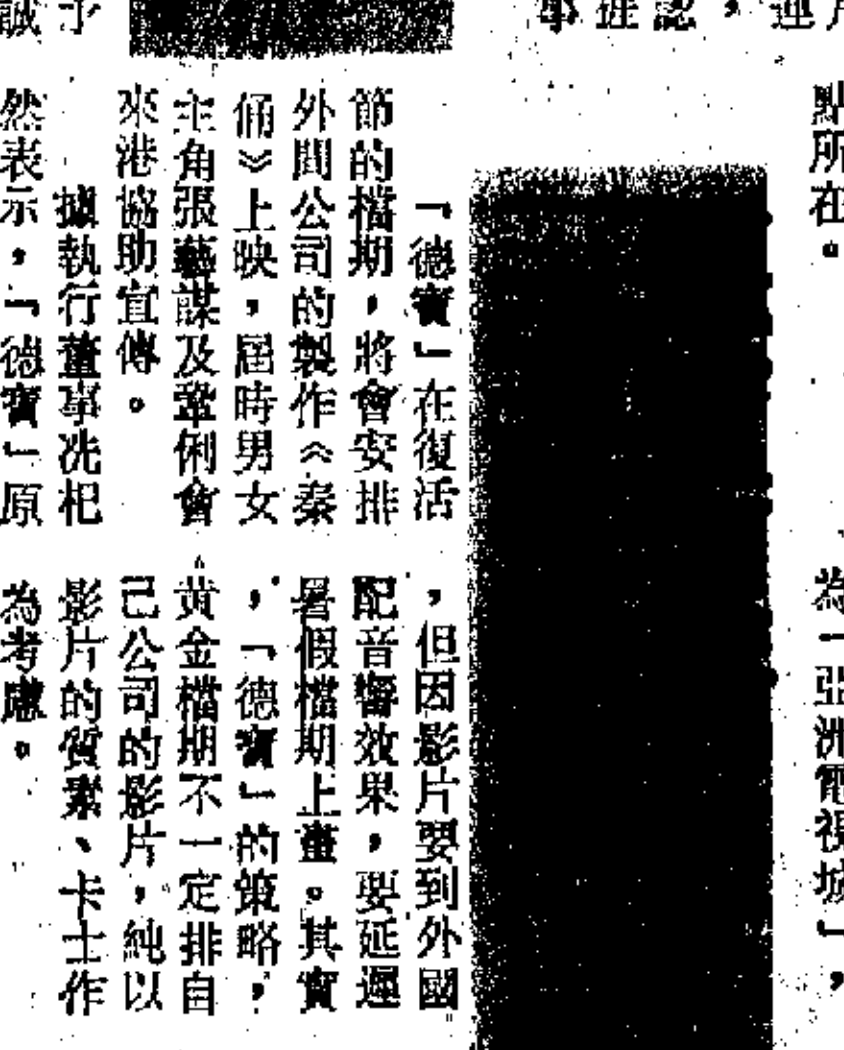 點所在。
為「亞洲電視城」，
認，
「德寶」在復活
節的檔期，將會安排
外間公司的製作《秦
俑》上映，屆時男女
主角張藝謀及鞏俐會
來港協助宣傳。
據執行董事冼杞
然表示，「德寶」原
，但因影片要到外國
配音響效果，要延遲
暑假檔期上畫。其實
，「德寶」的策略，
黃金檔期不一定排自
己公司的影片，純以
影片的質素、卡士作
為考慮。